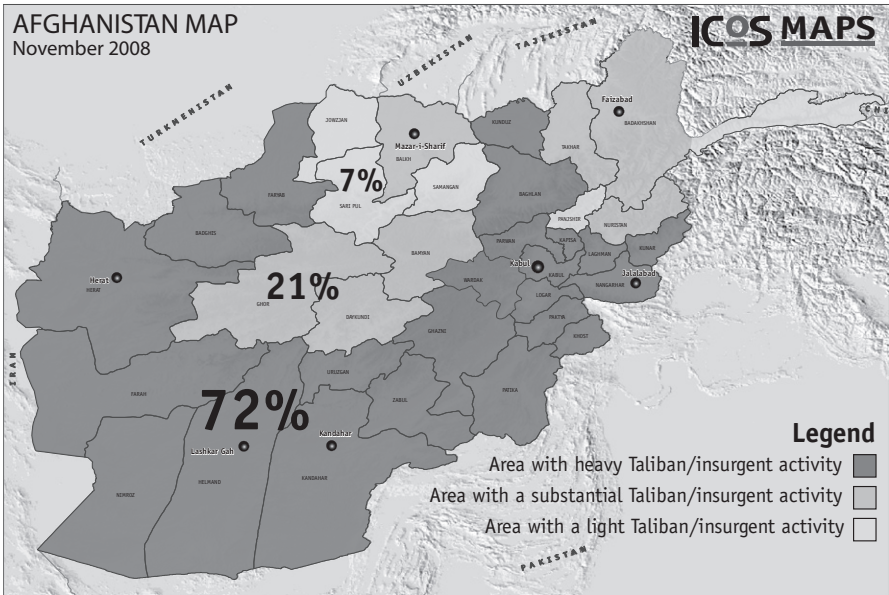 AFGHANISTAN MAP
November 2008
ICOS MAPS
TURKMENISTAN
UZBEKISTAN
TAJIKISTAN
CHI
IRAN
PAKISTAN
JOWZJAN
Mazar-i-Sharif
BALKH
KUNDUZ
TAKHAR
Faizabad
BADAKHSHAN
7%
SARI PUL
SAMANGAN
FARYAB
BAGHLAN
PANJSHIR
NURISTAN
BADGHIS
BAMYAN
PARWAN
KAPISA
LAGHMAN
KUNAR
Herat
HERAT
21%
GHOR
DAYKUNDI
WARDAK
Kabul
KABUL
Jalalabad
NANGARHAR
LOGAR
PAKTYA
KHOST
GHAZNI
URUZGAN
FARAH
72%
ZABUL
PATIKA
Lashkar Gah
Kandahar
NIMROZ
HELMAND
KANDAHAR
Legend
Area with heavy Taliban/insurgent activity
Area with a substantial Taliban/insurgent activity
Area with a light Taliban/insurgent activity